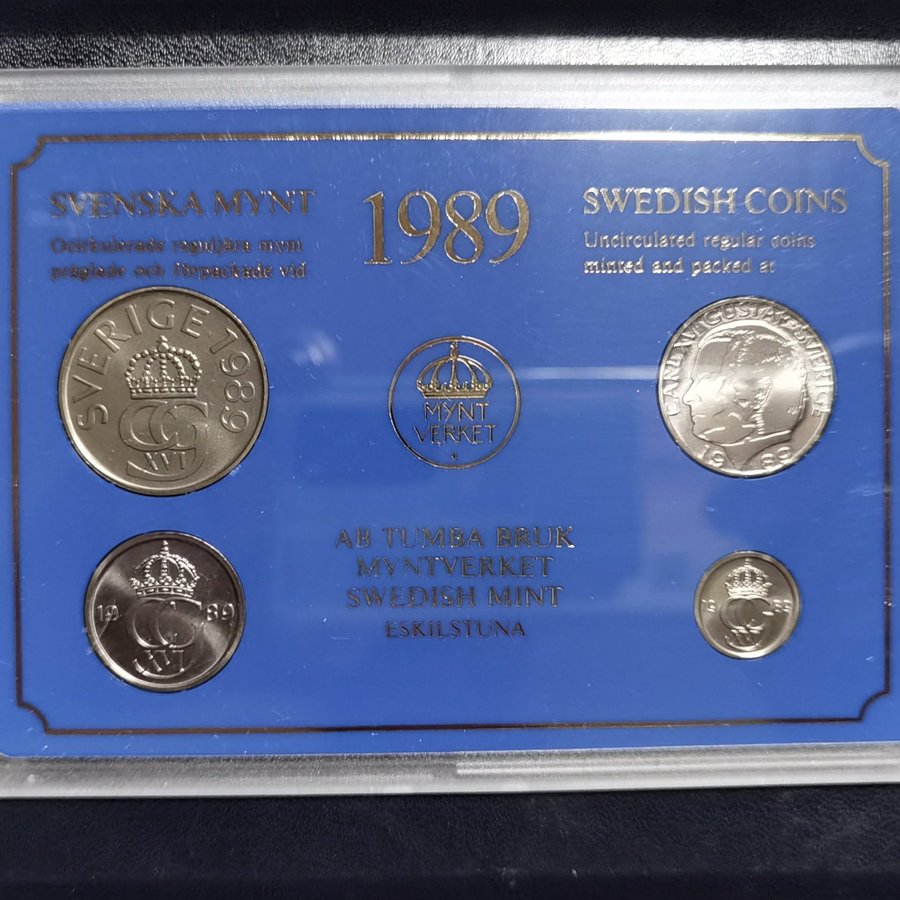 SVENSKA MYNT
Ocirkulerade reguljära mynt
präglade och förpackade vid
1989
SWEDISH COINS
Uncirculated regular coins
minted and packed at
SVERIGE 1989
XVI
MYNT
VERKET
CARL XVI GUSTAF · SVERIGE
1989
AB TUMBA BRUK
MYNTVERKET
SWEDISH MINT
ESKILSTUNA
1989
XVI
1989
XVI